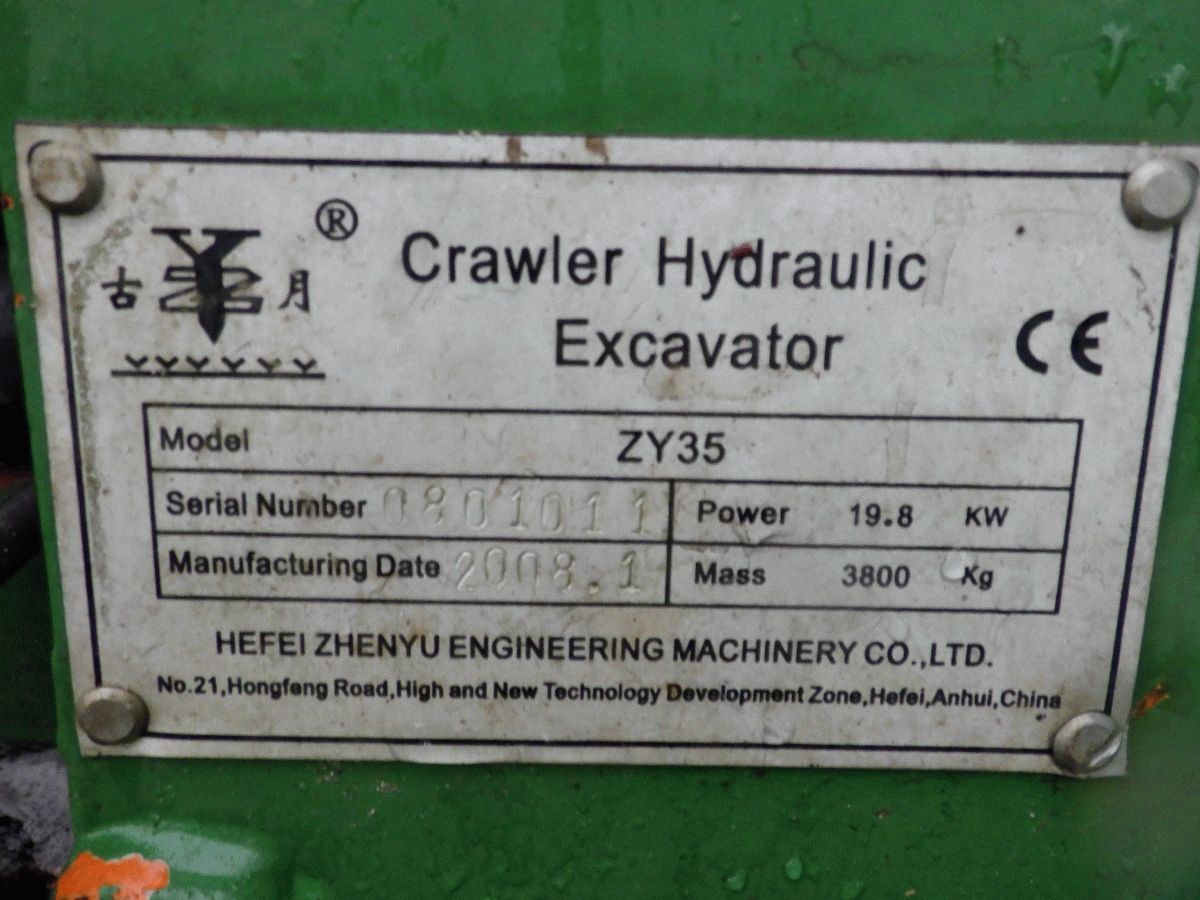 古 月 ®
Crawler Hydraulic
Excavator
CE
Model ZY35
Serial Number 0801011 Power 19.8 KW
Manufacturing Date 2008.1 Mass 3800 Kg
HEFEI ZHENYU ENGINEERING MACHINERY CO.,LTD.
No.21,Hongfeng Road,High and New Technology Development Zone,Hefei,Anhui,China